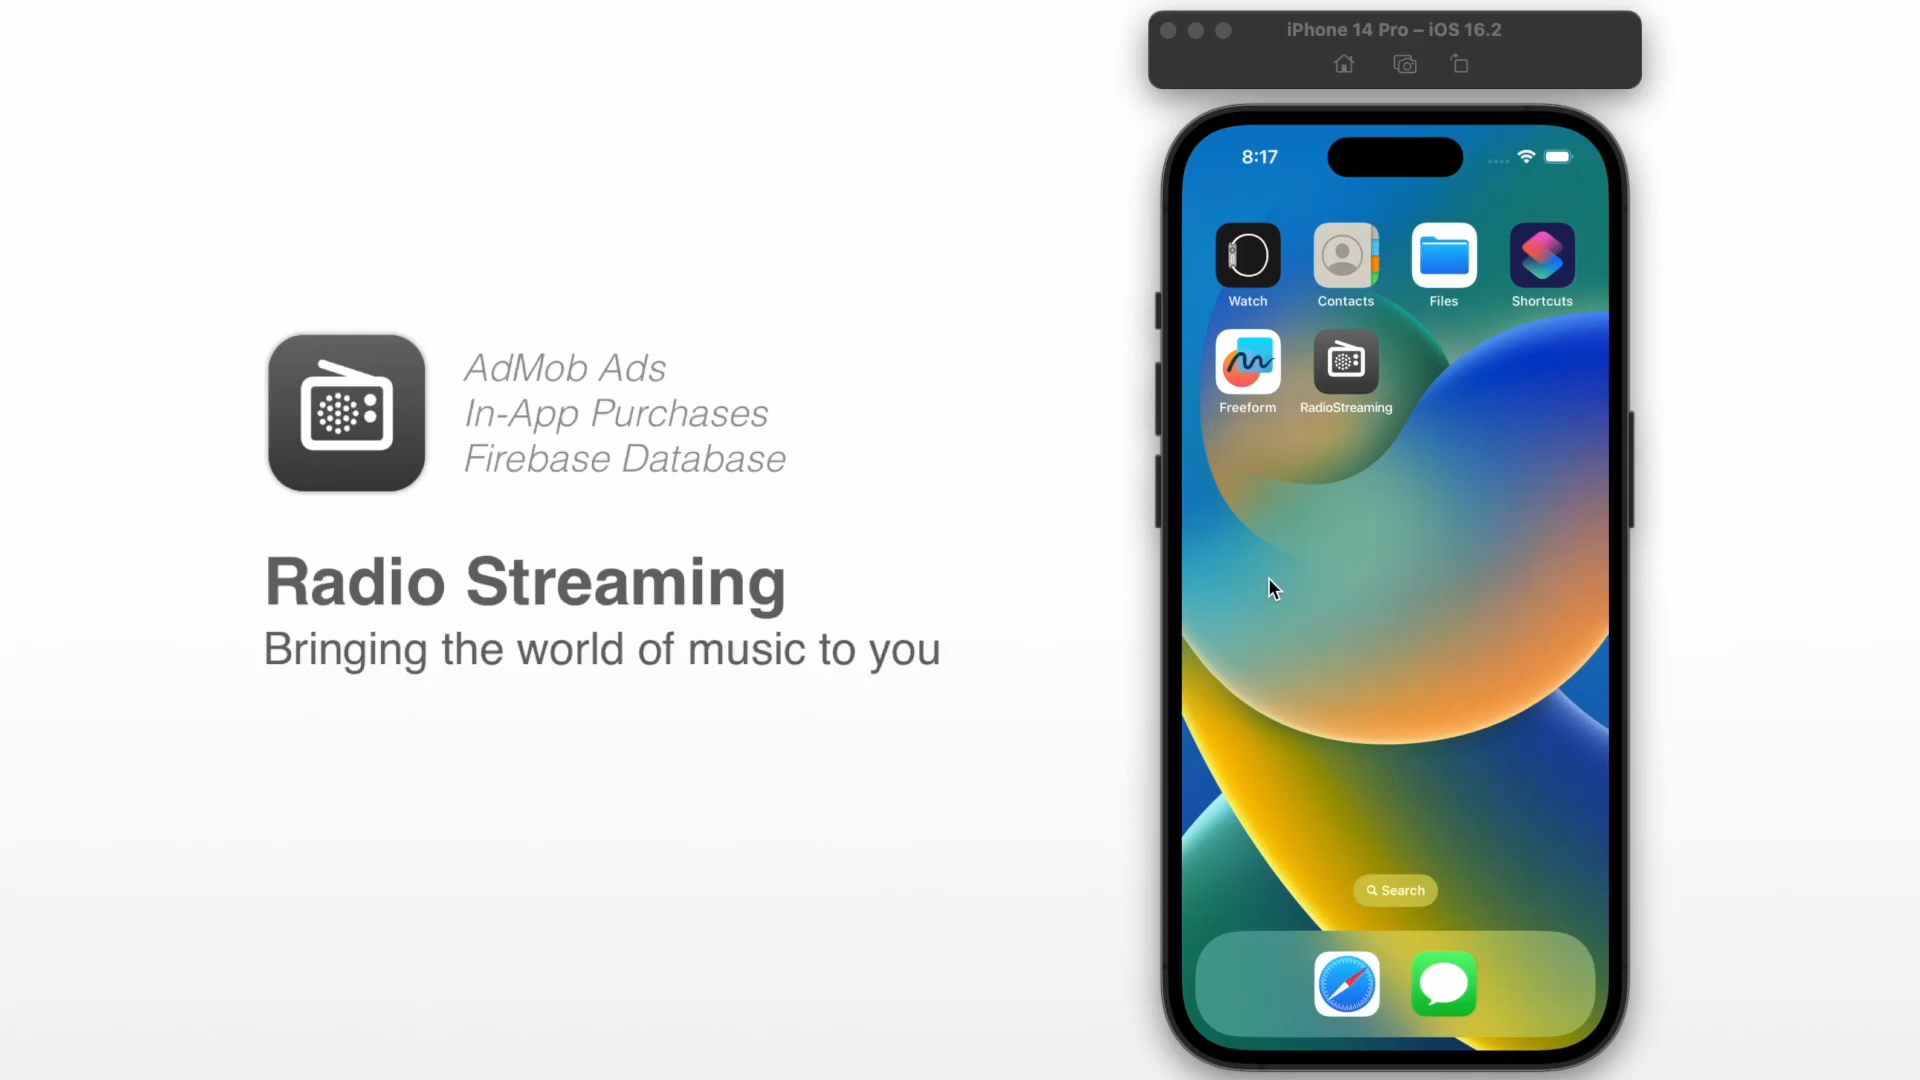 AdMob Ads
In-App Purchases
Firebase Database
Radio Streaming
Bringing the world of music to you
iPhone 14 Pro – iOS 16.2
8:17
Watch
Contacts
Files
Shortcuts
Freeform
RadioStreaming
Search